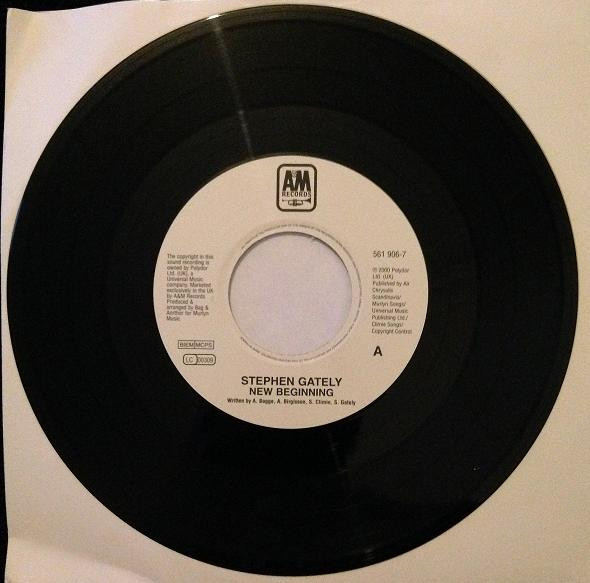 A&M
RECORDS
The copyright in this
sound recording is
owned by Polydor
Ltd. (UK), a
Universal Music
company. Marketed
exclusively in the UK
by A&M Records
Produced &
arranged by Bag &
Arnthor for Murlyn
Music.
BIEM/MCPS
LC 00309
561 906-7
℗ 2000 Polydor
Ltd. (UK)
Published by Air
Chrysalis
Scandinavia/
Murlyn Songs/
Universal Music
Publishing Ltd./
Climie Songs/
Copyright Control
A
STEPHEN GATELY
NEW BEGINNING
Written by A. Bagge, A. Birgisson, S. Climie, S. Gately